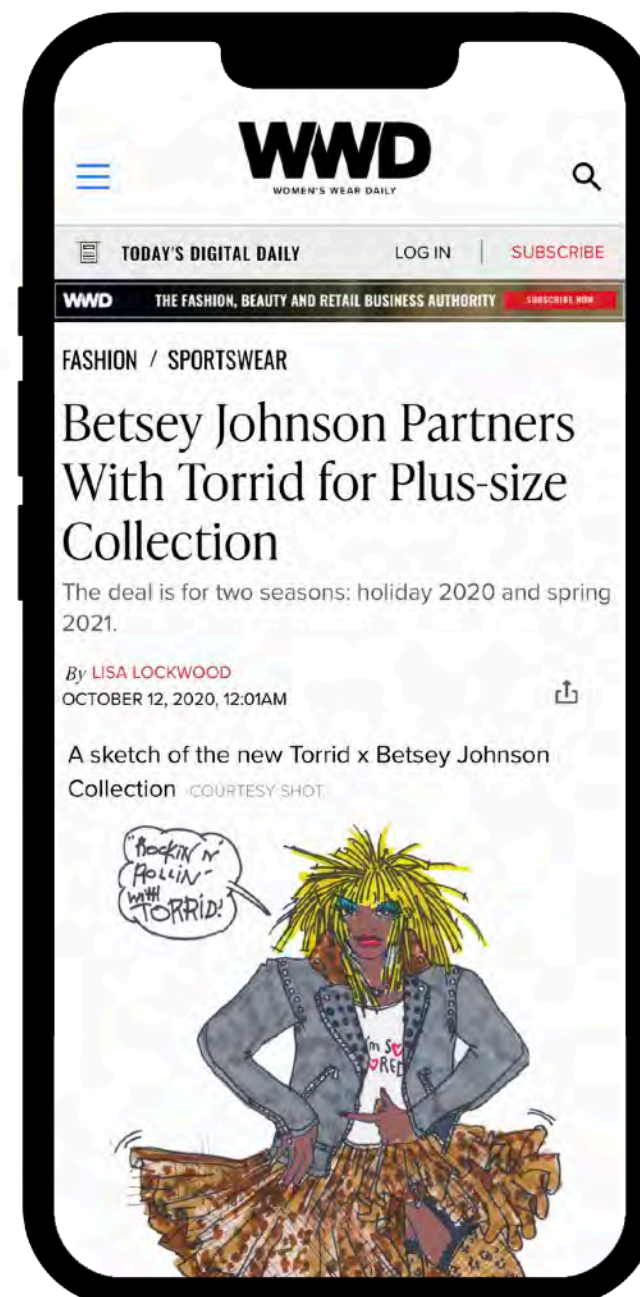 WWD
WOMEN'S WEAR DAILY
TODAY'S DIGITAL DAILY LOG IN SUBSCRIBE
WWD THE FASHION, BEAUTY AND RETAIL BUSINESS AUTHORITY SUBSCRIBE NOW
FASHION / SPORTSWEAR
Betsey Johnson Partners
With Torrid for Plus-size
Collection
The deal is for two seasons: holiday 2020 and spring
2021.
By LISA LOCKWOOD
OCTOBER 12, 2020, 12:01AM
A sketch of the new Torrid x Betsey Johnson
Collection COURTESY SHOT
"ROCKIN N'
ROLLIN'
WITH
TORRID!